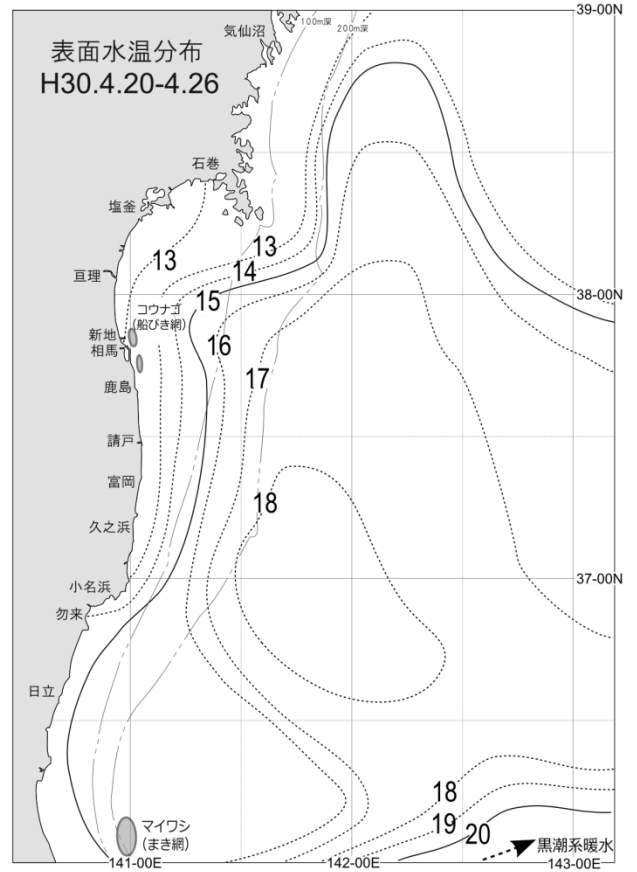 39-00N
気仙沼
100m深
200m深
表面水温分布
H30.4.20-4.26
石巻
塩釜
13
13
亘理
14
15
38-00N
コウナゴ
(船びき網)
新地
16
相馬
17
鹿島
請戸
富岡
18
久之浜
小名浜
37-00N
勿来
日立
18
19
20
マイワシ
(まき網)
黒潮系暖水
141-00E
142-00E
143-00E